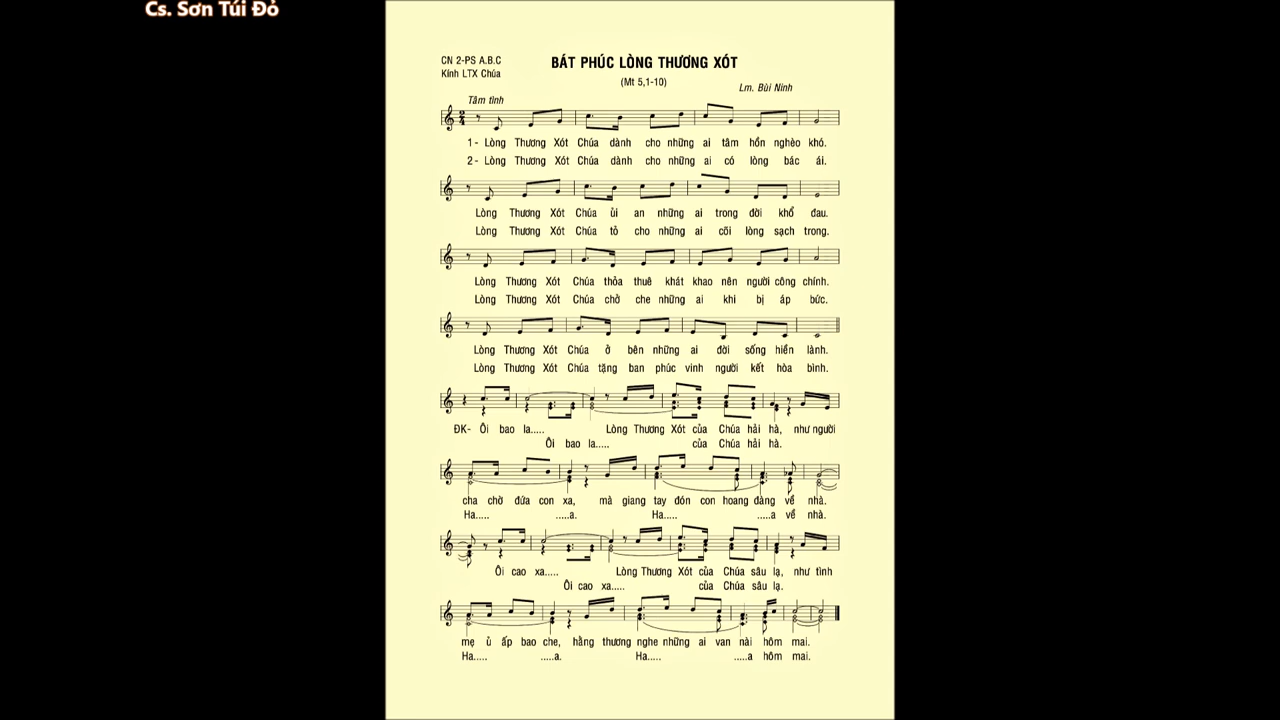 Cs. Sơn Túi Đỏ
CN 2-PS A.B.C
BÁT PHÚC LÒNG THƯƠNG XÓT
Kính LTX Chúa
(Mt 5,1-10)
Lm. Bùi Ninh
Tâm tình
1- Lòng Thương Xót Chúa dành cho những ai tâm hồn nghèo khó.
2- Lòng Thương Xót Chúa dành cho những ai có lòng bác ái.
Lòng Thương Xót Chúa ủi an những ai trong đời khổ đau.
Lòng Thương Xót Chúa tỏ cho những ai cõi lòng sạch trong.
Lòng Thương Xót Chúa thỏa thuê khát khao nên người công chính.
Lòng Thương Xót Chúa chở che những ai khi bị áp bức.
Lòng Thương Xót Chúa ở bên những ai đời sống hiền lành.
Lòng Thương Xót Chúa tặng ban phúc vinh người kết hòa bình.
ĐK- Ôi bao la..... Lòng Thương Xót của Chúa hải hà, như người
Ôi bao la..... của Chúa hải hà.
cha chờ đứa con xa, mà giang tay đón con hoang đàng về nhà.
Ha..... .....a. Ha..... .....a về nhà.
Ôi cao xa..... Lòng Thương Xót của Chúa sâu lạ, như tình
Ôi cao xa..... của Chúa sâu lạ.
mẹ ủ ấp bao che, hằng thương nghe những ai van nài hôm mai.
Ha..... .....a. Ha..... .....a hôm mai.